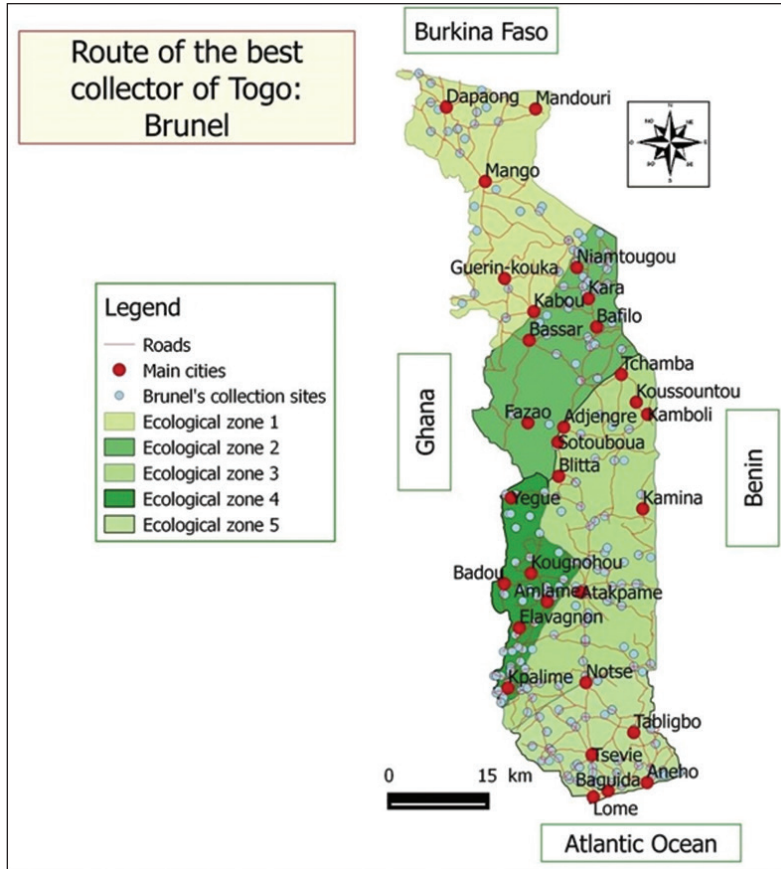 Burkina Faso
Route of the best
collector of Togo:
Brunel
Dapaong
Mandouri
N
NO
NE
O
S
Mango
Niamtougou
Guerin-kouka
Kara
Kabou
Bafilo
Bassar
Legend
Roads
Main cities
Brunel's collection sites
Ecological zone 1
Ecological zone 2
Ecological zone 3
Ecological zone 4
Ecological zone 5
Ghana
Benin
Tchamba
Koussountou
Kamboli
Fazao
Adjengre
Sotouboua
Blitta
Yegue
Kamina
Kougnohou
Badou
Amlame
Atakpame
Elavagnon
Kpalime
Notse
Tabligbo
Tsevie
Aneho
Baguida
Lome
0 15 km
Atlantic Ocean